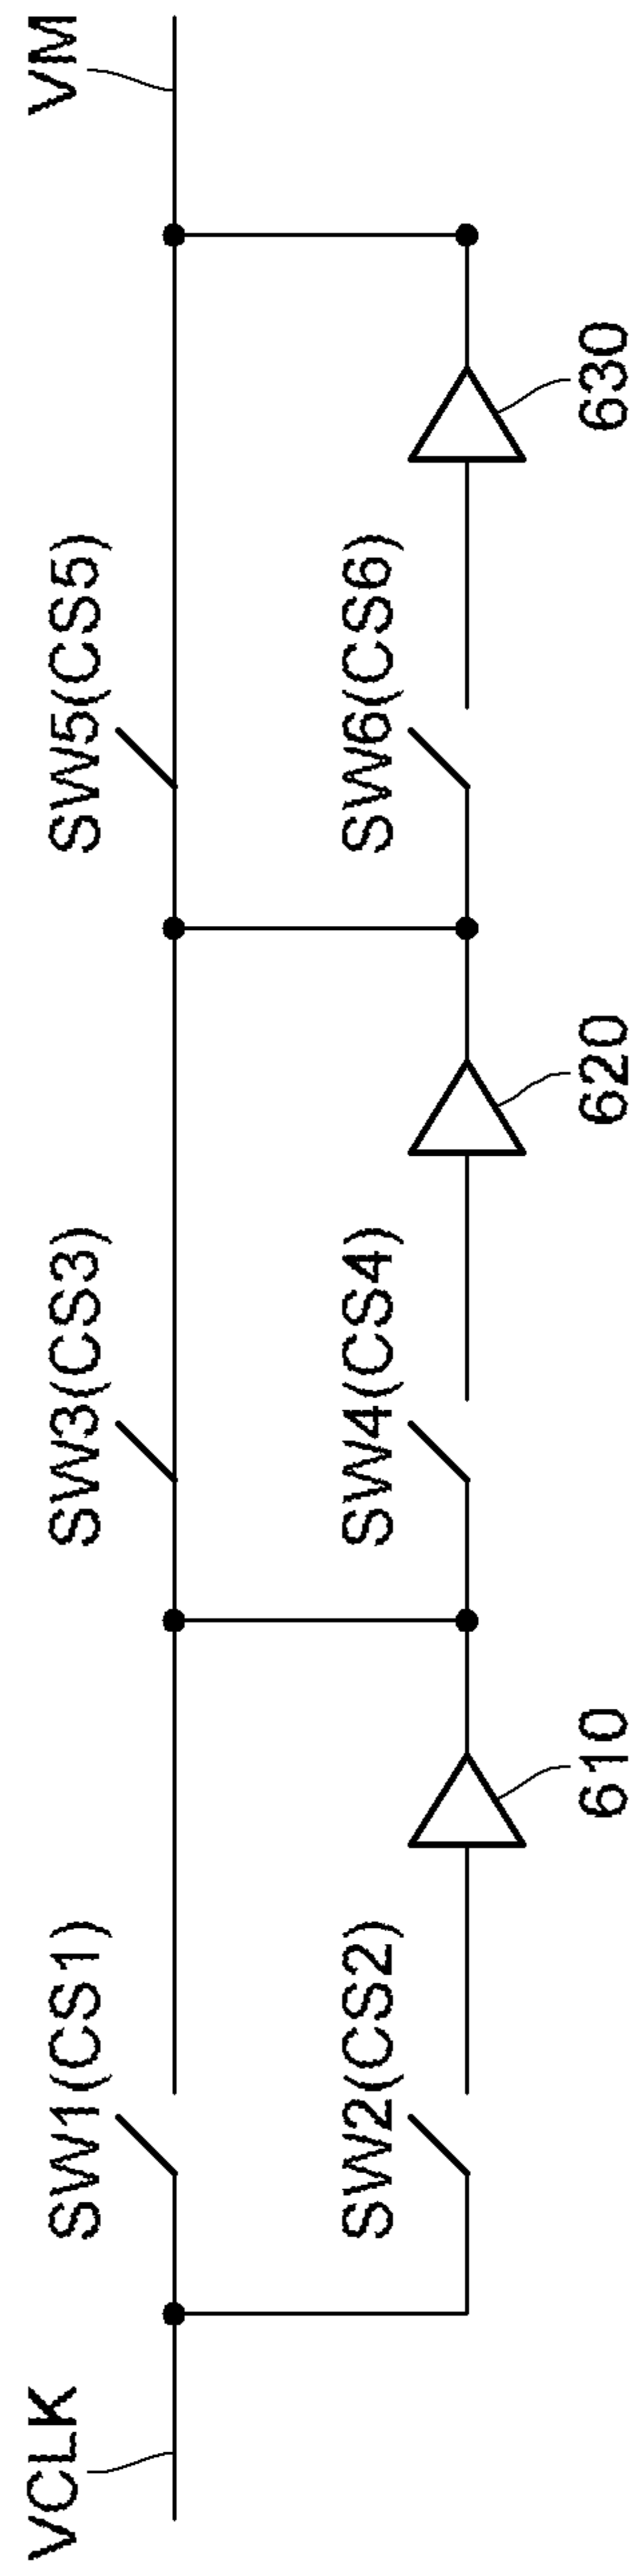 VCLK
SW1(CS1)
SW3(CS3)
SW5(CS5)
VM
SW2(CS2)
SW4(CS4)
SW6(CS6)
610
620
630